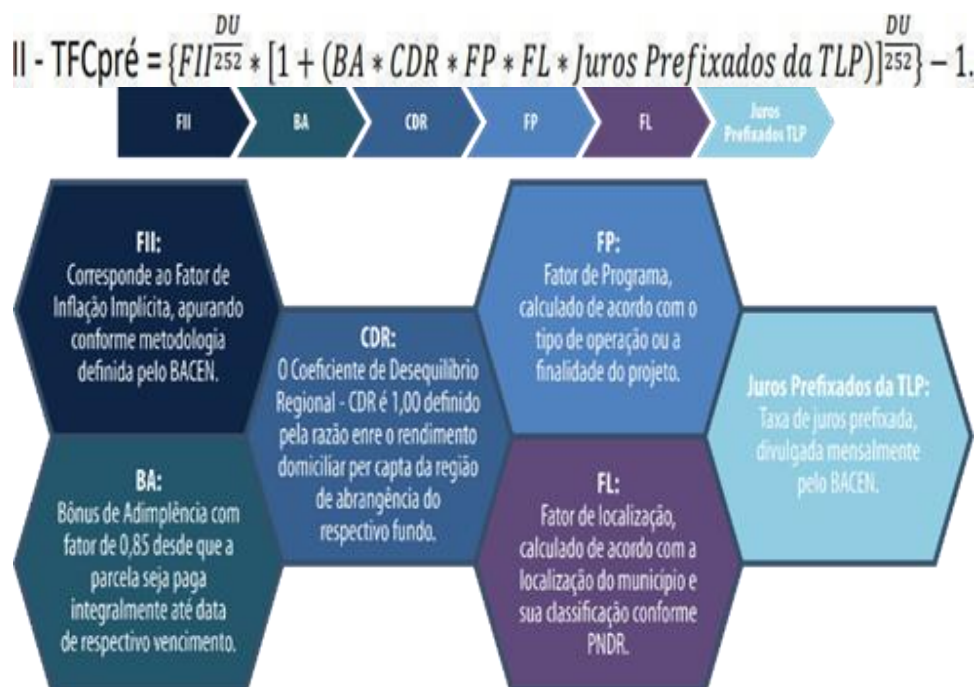 II - TFCpré = {FII^(DU/252) * [1 + (BA * CDR * FP * FL * Juros Prefixados da TLP)]^(DU/252)} − 1.
FII
BA
CDR
FP
FL
Juros
Prefixados TLP
FII:
Corresponde ao Fator de
Inflação Implícita, apurando
conforme metodologia
definida pelo BACEN.
BA:
Bônus de Adimplência com
fator de 0,85 desde que a
parcela seja paga
integralmente até data
de respectivo vencimento.
CDR:
O Coeficiente de Desequilíbrio
Regional - CDR é 1,00 definido
pela razão enre o rendimento
domiciliar per capta da região
de abrangência do
respectivo fundo.
FP:
Fator de Programa,
calculado de acordo com o
tipo de operação ou a
finalidade do projeto.
FL:
Fator de localização,
calculado de acordo com a
localização do município e
sua classificação conforme
PNDR.
Juros Prefixados da TLP:
Taxa de juros prefixada,
divulgada mensalmente
pelo BACEN.